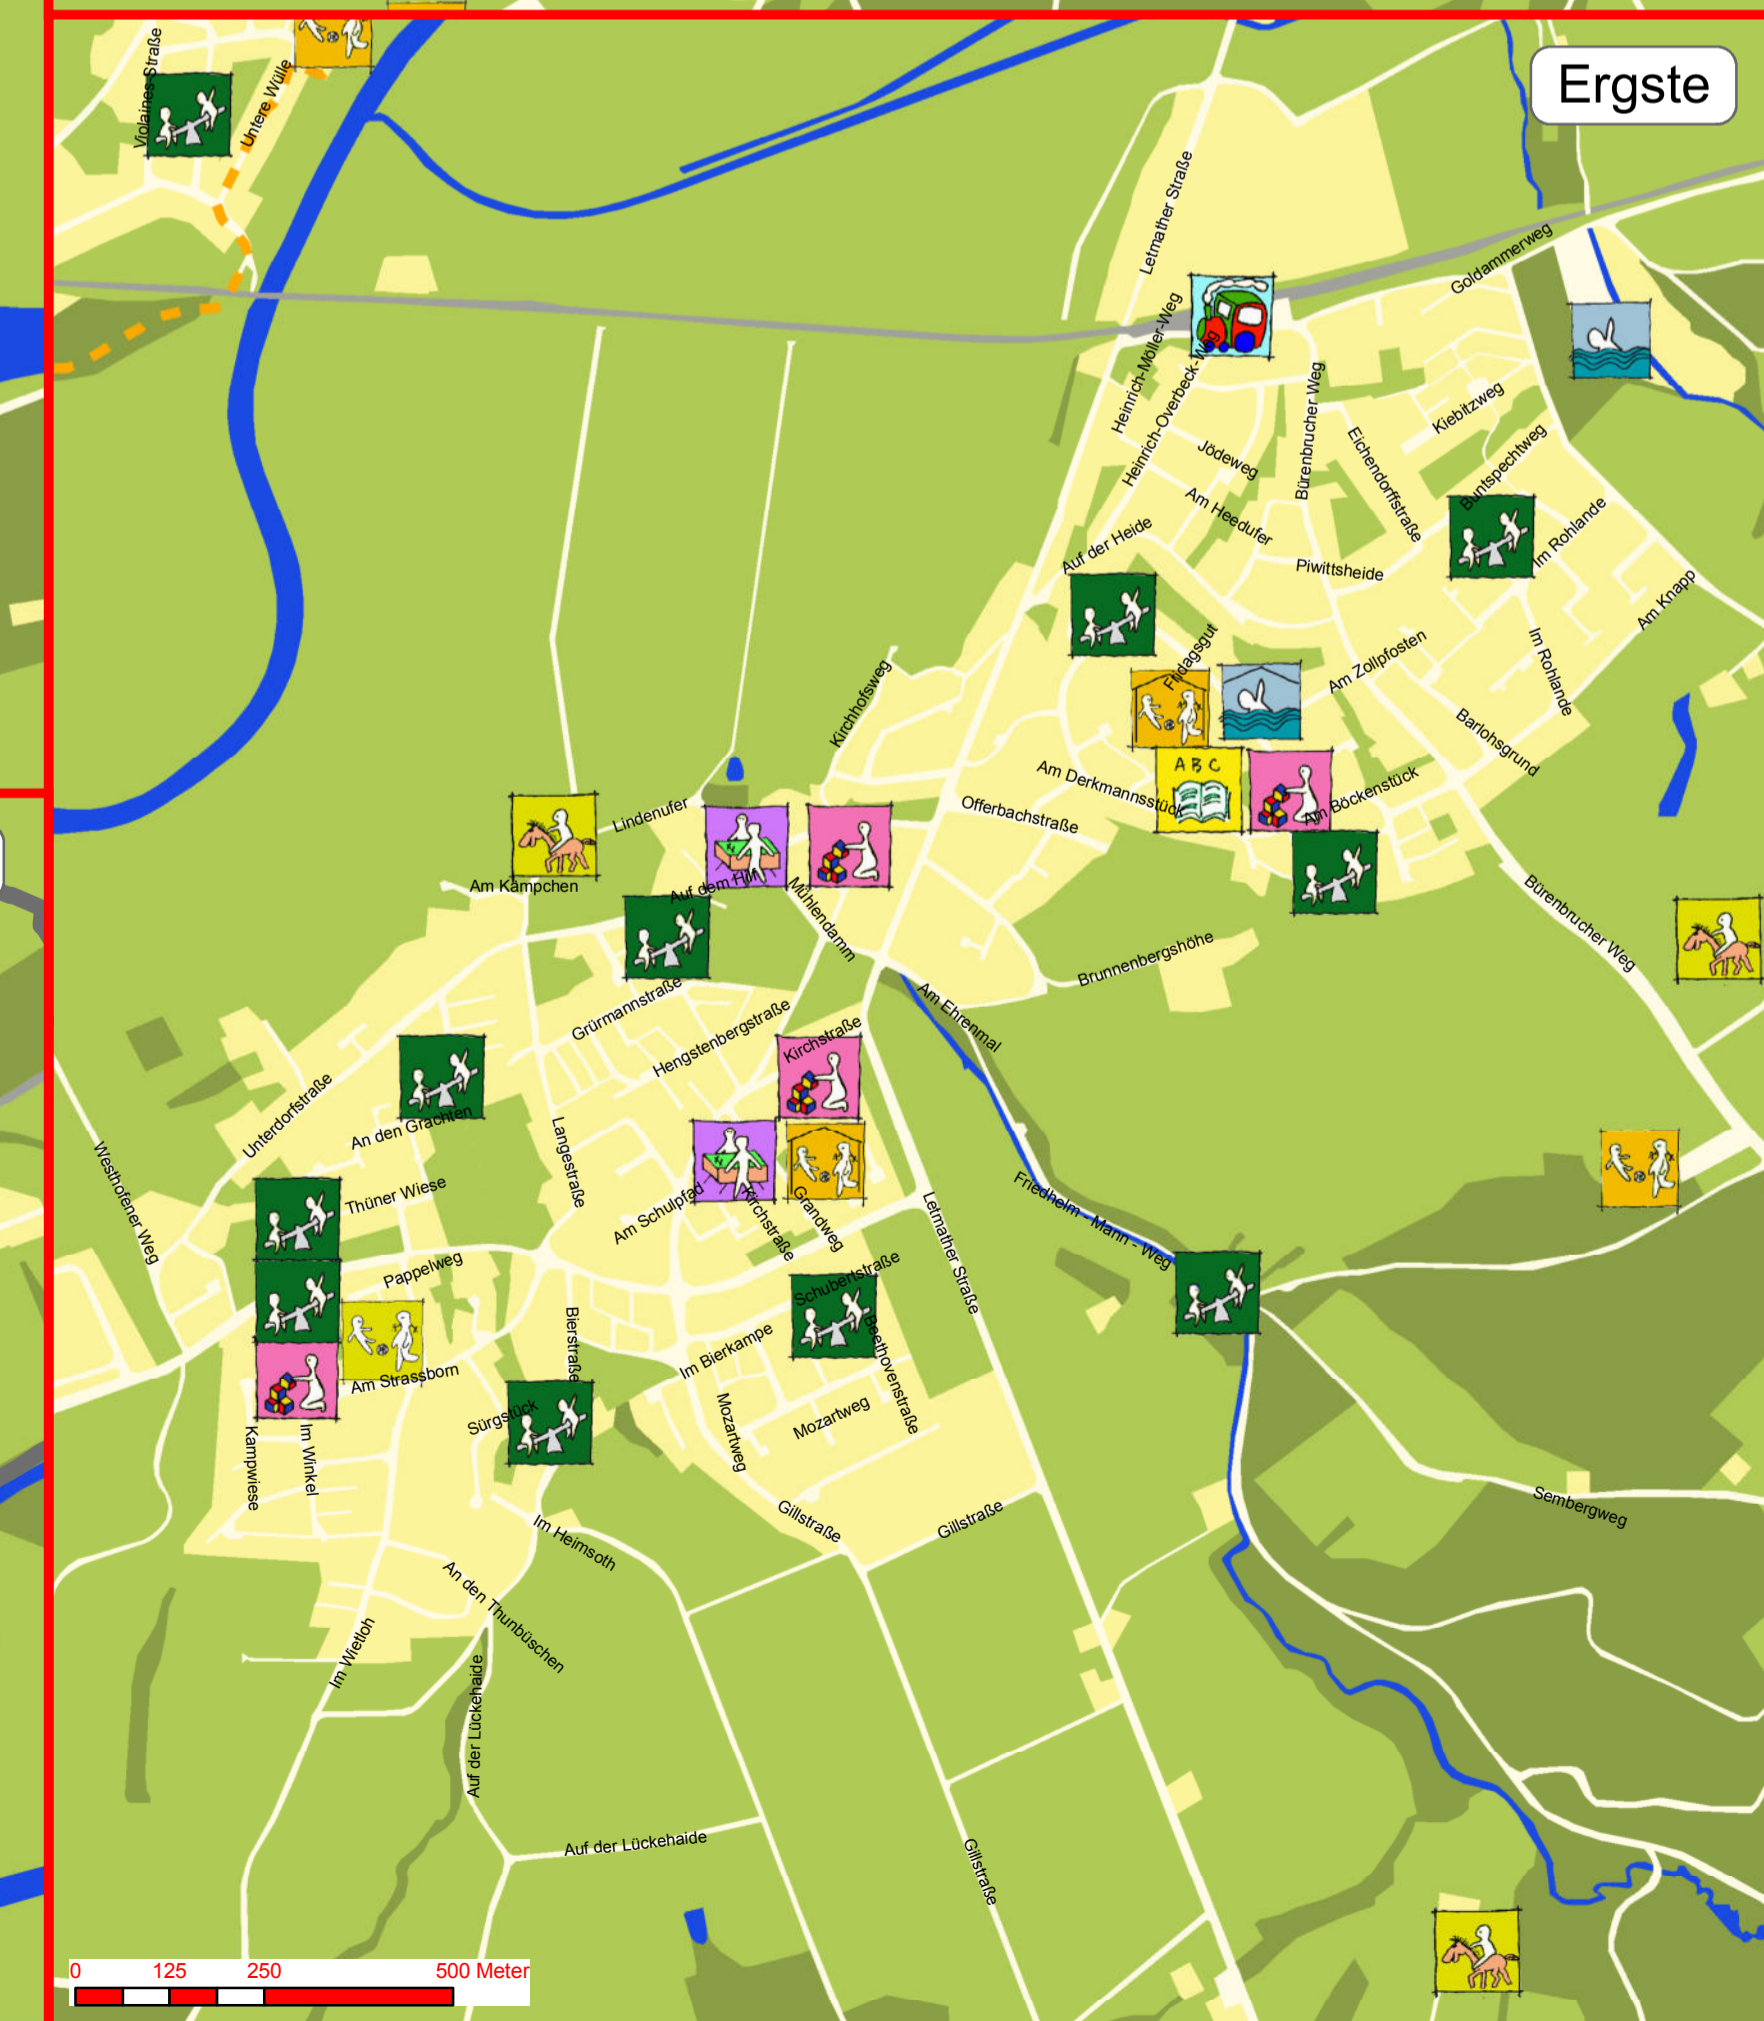 Ergste
Violaines-Straße
Untere Wülle
Letmather Straße
Goldammerweg
Heinrich-Möller-Weg
Heinrich-Overbeck-Weg
Bürenbrucher Weg
Kiebitzweg
Eichendorffstraße
Buntspechtweg
Jödeweg
Am Heedufer
Im Rohlande
Auf der Heide
Piwittsheide
Am Knapp
Fridagsgut
Am Zollpfosten
Im Rohlande
Kirchhofsweg
Barlohsgrund
Am Derkmannsstück
A B C
Am Böckenstück
Offerbachstraße
Lindenufer
Am Kämpchen
Auf dem Hilf
Mühlendamm
Bürenbrucher Weg
Brunnenbergshöhe
Grürmannstraße
Am Ehrenmal
Hengstenbergstraße
Kirchstraße
Unterdorfstraße
An den Grachten
Langestraße
Westhofener Weg
Thüner Wiese
Am Schulpfad
Kirchstraße
Grandweg
Letmather Straße
Friedhelm - Mann - Weg
Pappelweg
Schubertstraße
Bierstraße
Im Bierkampe
Beethovenstraße
Am Strassborn
Sürgstück
Mozartweg
Mozartweg
Kampwiese
Im Winkel
Gillstraße
Gillstraße
Sembergweg
Im Heimsoth
An den Thunbüschen
Im Wietloh
Auf der Lückehaide
Auf der Lückehaide
Gillstraße
0 125 250 500 Meter